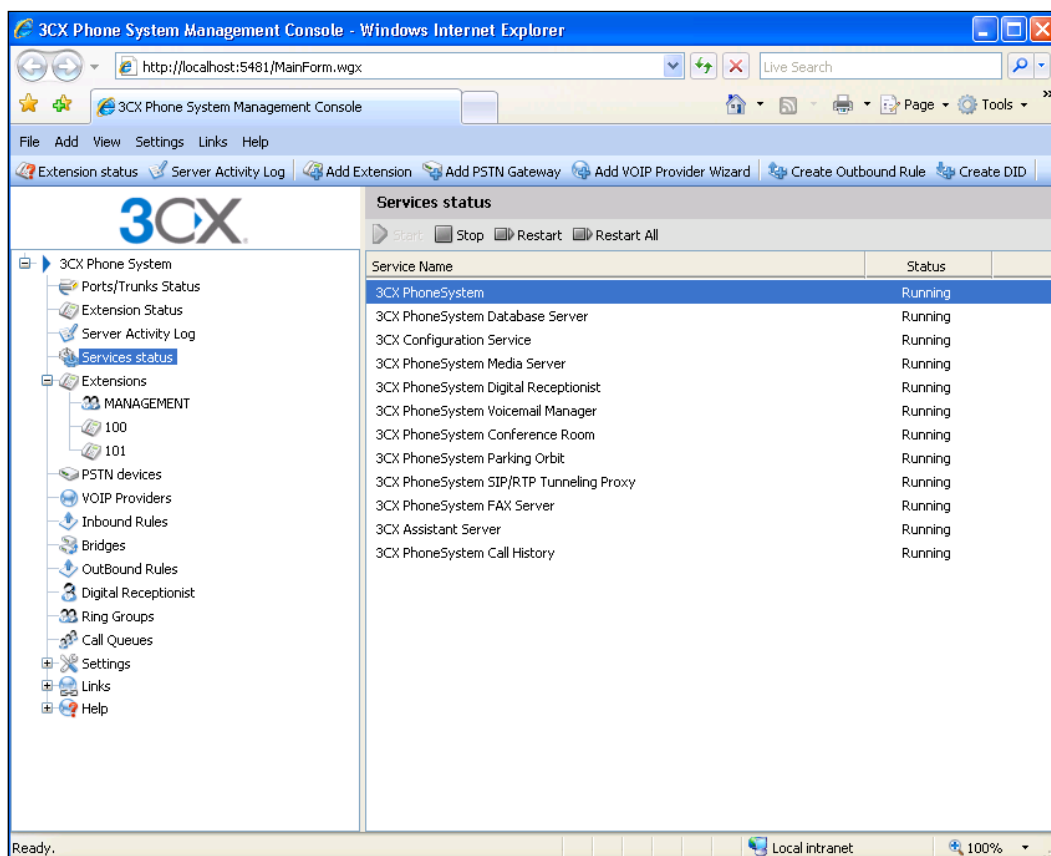 3CX Phone System Management Console - Windows Internet Explorer
http://localhost:5481/MainForm.wgx
Live Search
3CX Phone System Management Console
Page
Tools
»
File Add View Settings Links Help
Extension status Server Activity Log Add Extension Add PSTN Gateway Add VOIP Provider Wizard Create Outbound Rule Create DID
3CX
Services status
Start Stop Restart Restart All
Service Name Status
3CX Phone System
Ports/Trunks Status
Extension Status
Server Activity Log
Services status
Extensions
MANAGEMENT
100
101
PSTN devices
VOIP Providers
Inbound Rules
Bridges
OutBound Rules
Digital Receptionist
Ring Groups
Call Queues
Settings
Links
Help
3CX PhoneSystem Running
3CX PhoneSystem Database Server Running
3CX Configuration Service Running
3CX PhoneSystem Media Server Running
3CX PhoneSystem Digital Receptionist Running
3CX PhoneSystem Voicemail Manager Running
3CX PhoneSystem Conference Room Running
3CX PhoneSystem Parking Orbit Running
3CX PhoneSystem SIP/RTP Tunneling Proxy Running
3CX PhoneSystem FAX Server Running
3CX Assistant Server Running
3CX PhoneSystem Call History Running
Ready.
Local intranet
100%